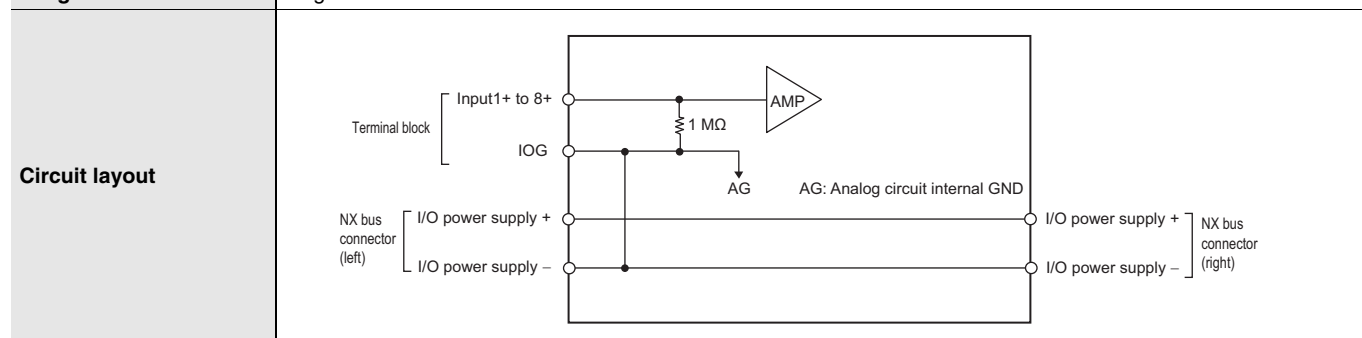 Circuit layout
Terminal block
Input1+ to 8+
IOG
AMP
1 MΩ
AG
AG: Analog circuit internal GND
NX bus
connector
(left)
I/O power supply +
I/O power supply −
I/O power supply +
I/O power supply −
NX bus
connector
(right)